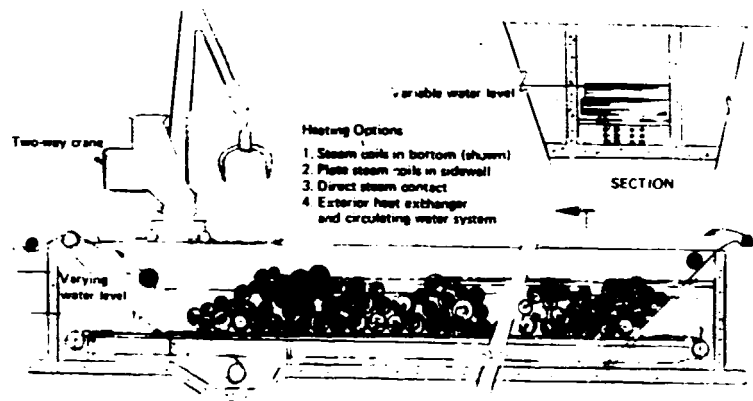 Variable water level
Two-way crane
Heating Options
1. Steam coils in bottom (shown)
2. Plate steam coils in sidewall
3. Direct steam contact
4. Exterior heat exchanger
and circulating water system
SECTION
Varying
water level